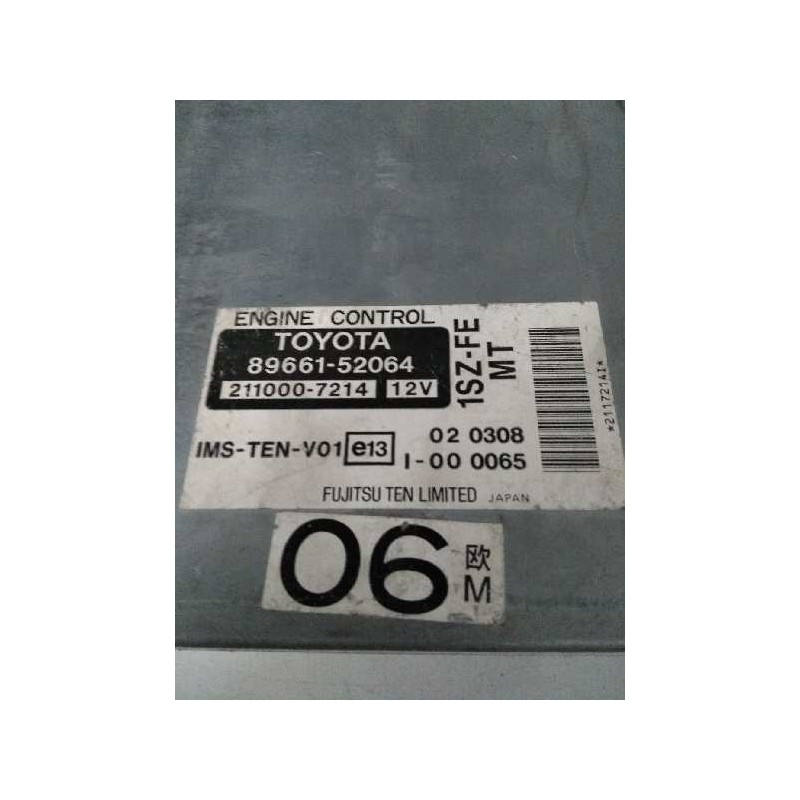 ENGINE CONTROL
TOYOTA
89661-52064
211000-7214 12V
1SZ-FE
MT
IMS-TEN-V01 e13
02 0308
I-00 0065
*21172141A*
FUJITSU TEN LIMITED JAPAN
06
欧
M